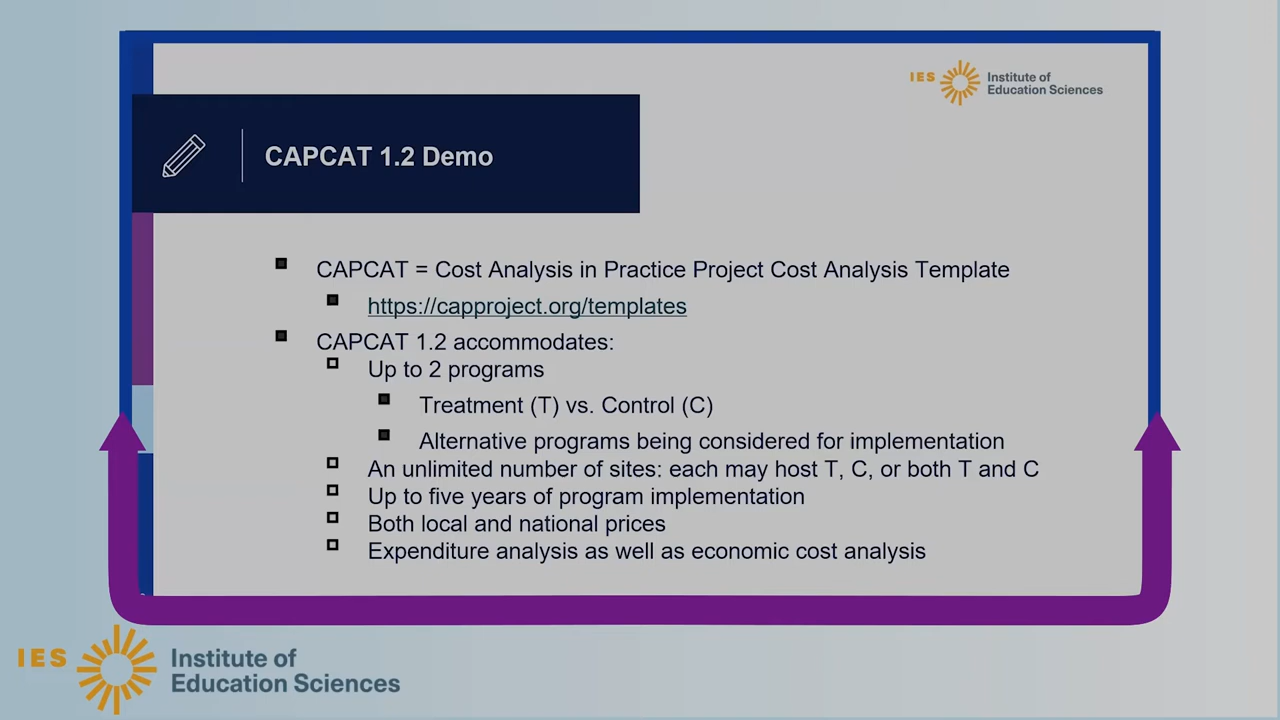 IES Institute of
Education Sciences
CAPCAT 1.2 Demo
CAPCAT = Cost Analysis in Practice Project Cost Analysis Template
https://capproject.org/templates
CAPCAT 1.2 accommodates:
Up to 2 programs
Treatment (T) vs. Control (C)
Alternative programs being considered for implementation
An unlimited number of sites: each may host T, C, or both T and C
Up to five years of program implementation
Both local and national prices
Expenditure analysis as well as economic cost analysis
IES Institute of
Education Sciences